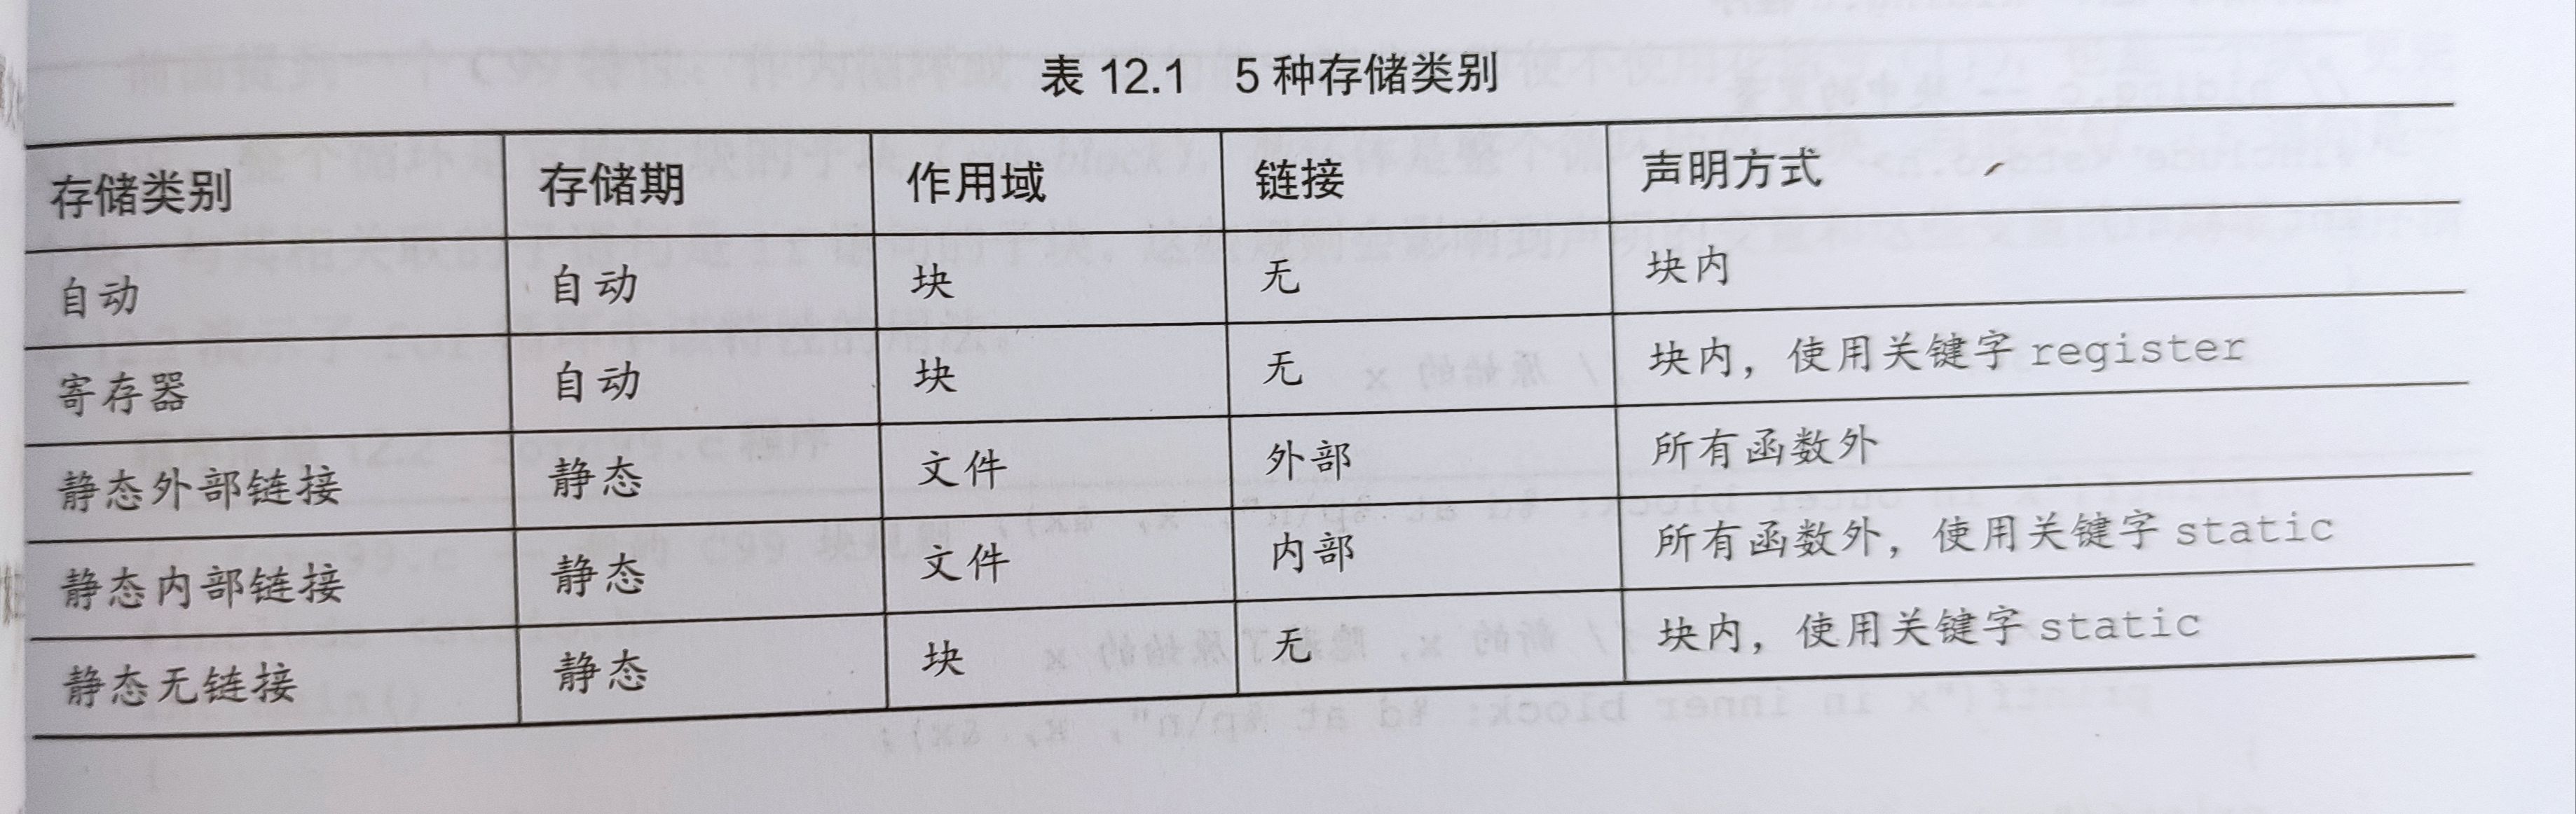 表 12.1 5 种存储类别
存储类别 存储期 作用域 链接 声明方式
自动 自动 块 无 块内
寄存器 自动 块 无 块内，使用关键字 register
静态外部链接 静态 文件 外部 所有函数外
静态内部链接 静态 文件 内部 所有函数外，使用关键字 static
静态无链接 静态 块 无 块内，使用关键字 static